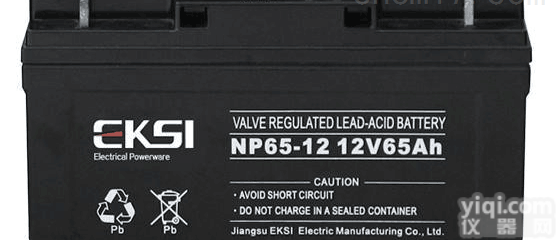 EKSI
Electrical Powerware
VALVE REGULATED LEAD-ACID BATTERY
NP65-12 12V65Ah
CAUTION
• AVOID SHORT CIRCUIT
• DO NOT CHARGE IN A SEALED CONTAINER
Pb
Pb
Jiangsu EKSI Electric Manufacturing Co., Ltd.
yiqi.com
仪器网